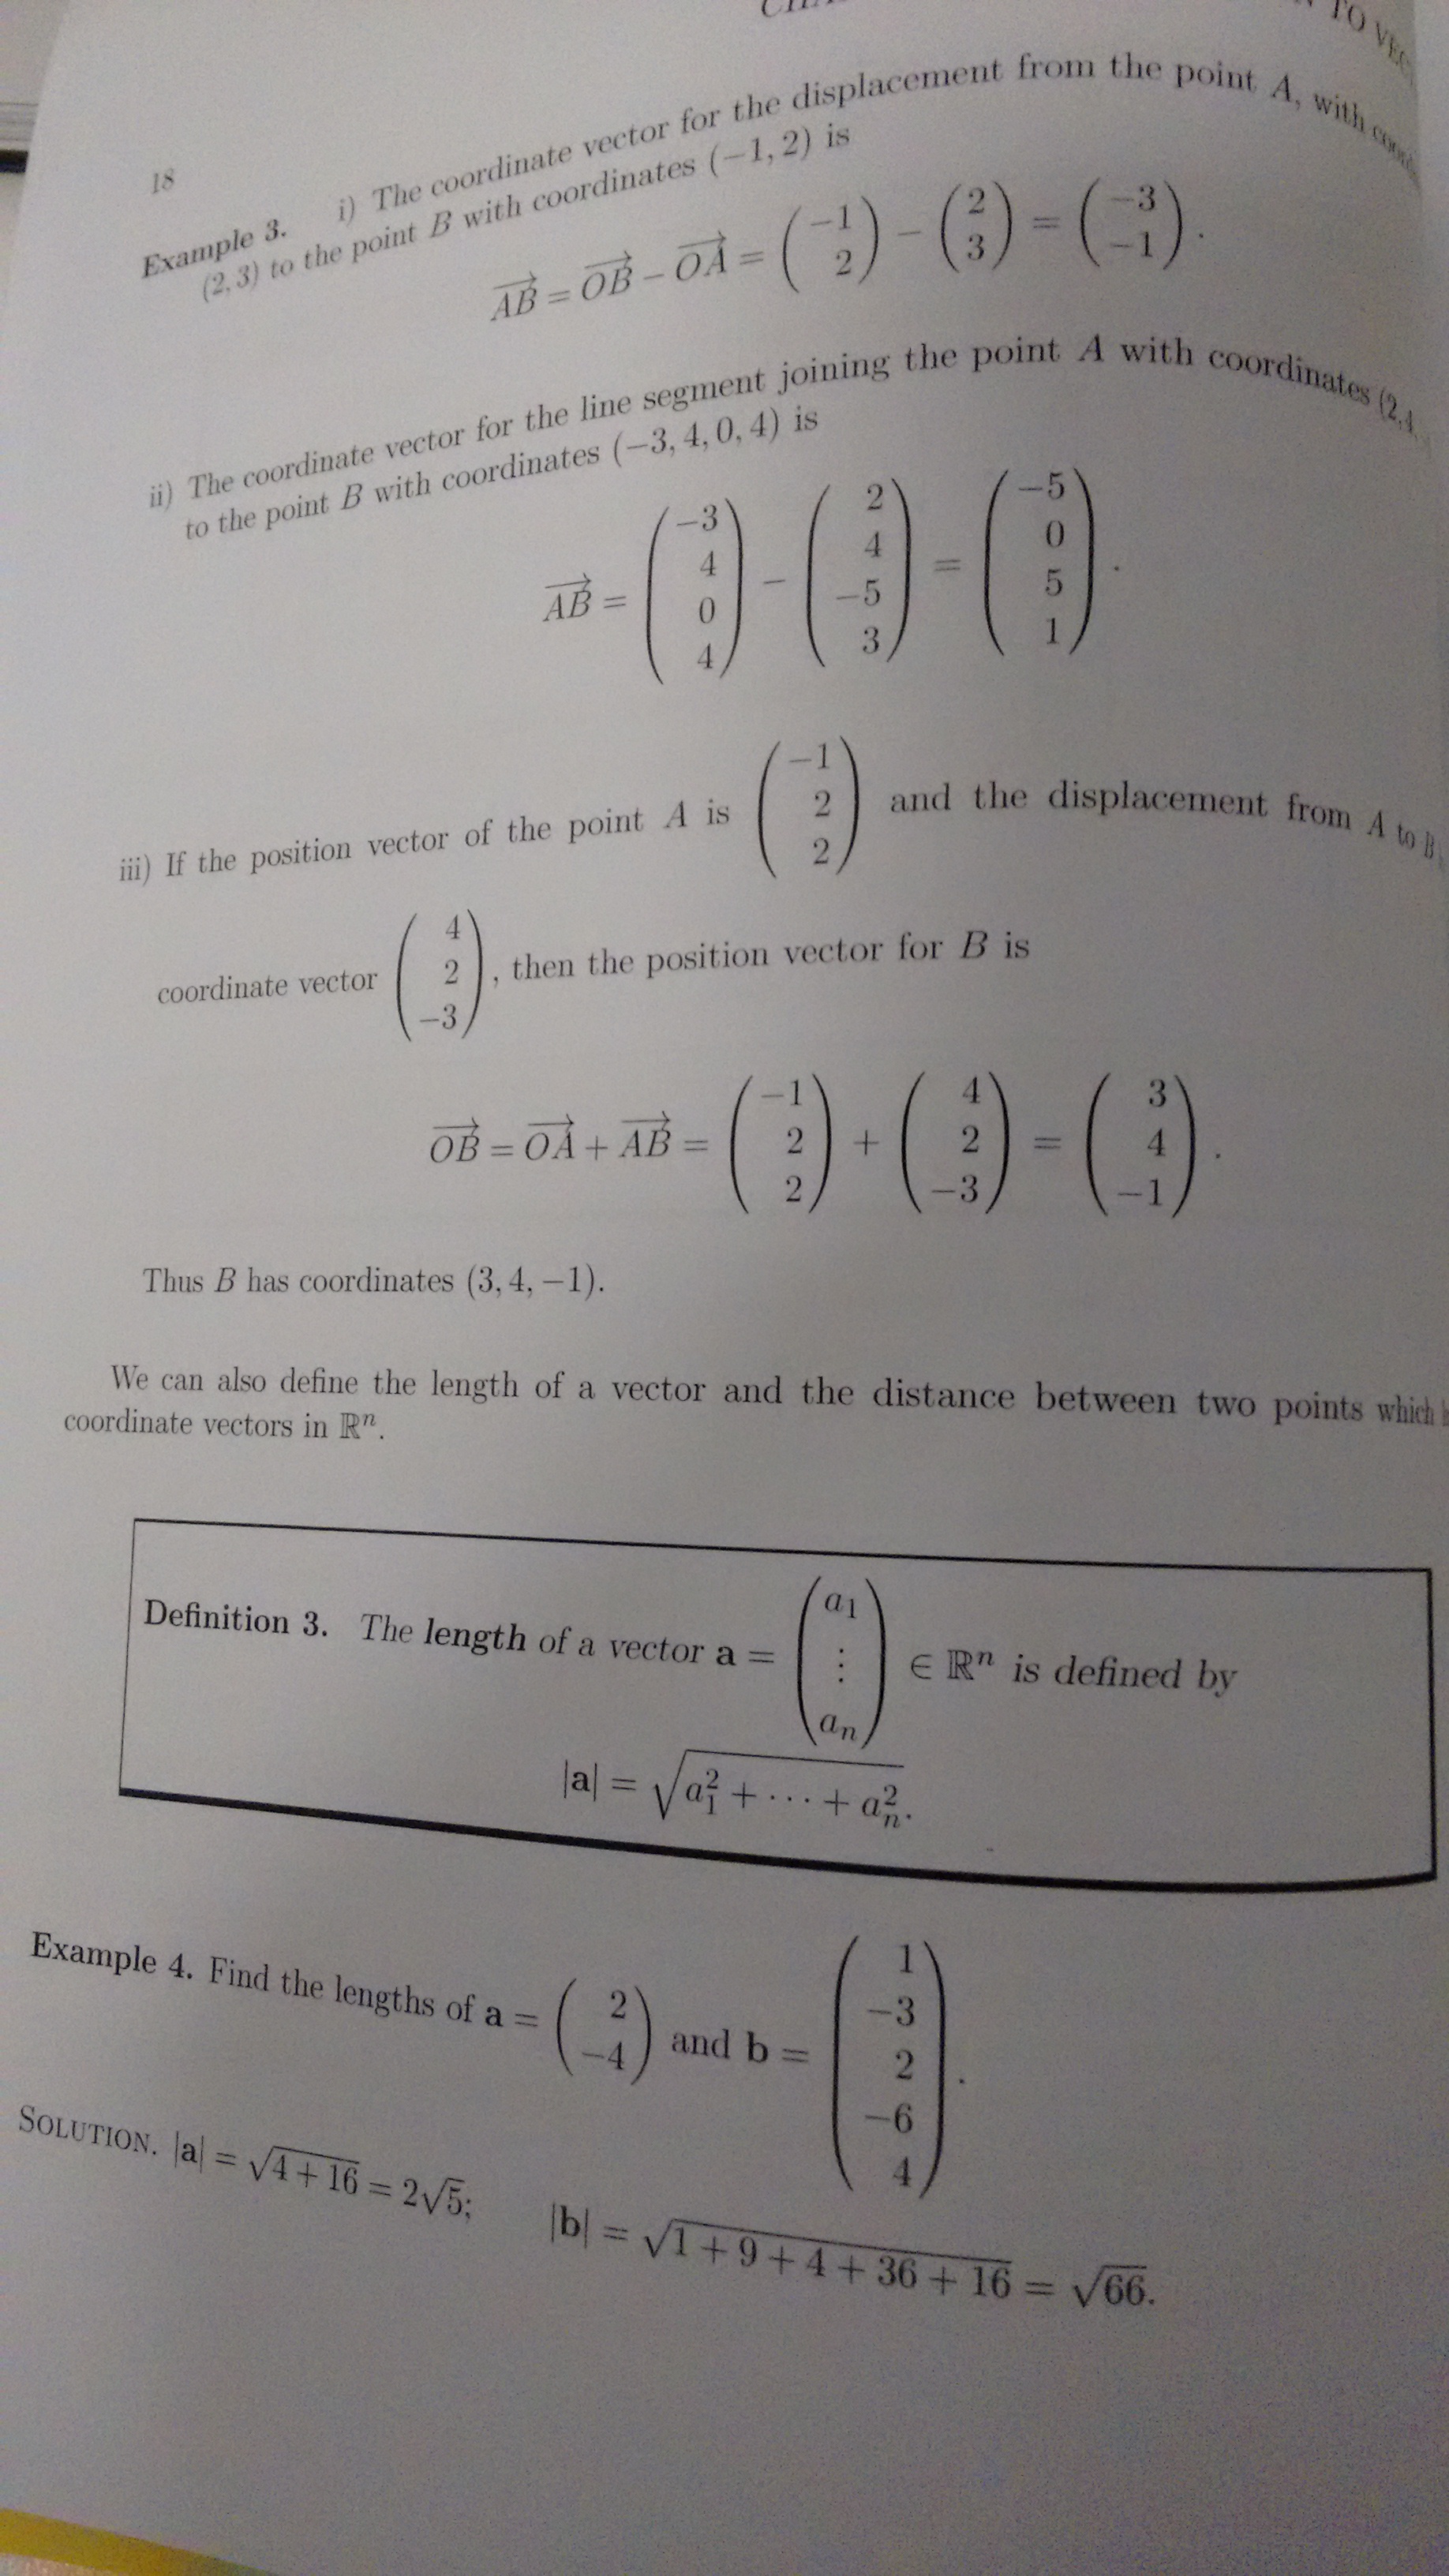 18
TO VEC
Example 3. i) The coordinate vector for the displacement from the point A, with
(2, 3) to the point B with coordinates (−1, 2) is
$\overrightarrow{AB} = \overrightarrow{OB} - \overrightarrow{OA} = \begin{pmatrix} -1 \\ 2 \end{pmatrix} - \begin{pmatrix} 2 \\ 3 \end{pmatrix} = \begin{pmatrix} -3 \\ -1 \end{pmatrix}.$
ii) The coordinate vector for the line segment joining the point A with coordinates (2, 4,
to the point B with coordinates (−3, 4, 0, 4) is
$\overrightarrow{AB} = \begin{pmatrix} -3 \\ 4 \\ 0 \\ 4 \end{pmatrix} - \begin{pmatrix} 2 \\ 4 \\ -5 \\ 3 \end{pmatrix} = \begin{pmatrix} -5 \\ 0 \\ 5 \\ 1 \end{pmatrix}.$
iii) If the position vector of the point A is $\begin{pmatrix} -1 \\ 2 \\ 2 \end{pmatrix}$ and the displacement from A to B
coordinate vector $\begin{pmatrix} 4 \\ 2 \\ -3 \end{pmatrix}$, then the position vector for B is
$\overrightarrow{OB} = \overrightarrow{OA} + \overrightarrow{AB} = \begin{pmatrix} -1 \\ 2 \\ 2 \end{pmatrix} + \begin{pmatrix} 4 \\ 2 \\ -3 \end{pmatrix} = \begin{pmatrix} 3 \\ 4 \\ -1 \end{pmatrix}.$
Thus B has coordinates (3, 4, −1).
We can also define the length of a vector and the distance between two points which
coordinate vectors in ℝⁿ.
Definition 3. The length of a vector a = $\begin{pmatrix} a_1 \\ \vdots \\ a_n \end{pmatrix}$ ∈ ℝⁿ is defined by
$|\mathbf{a}| = \sqrt{a_1^2 + \cdots + a_n^2}.$
Example 4. Find the lengths of a = $\begin{pmatrix} 2 \\ -4 \end{pmatrix}$ and b = $\begin{pmatrix} 1 \\ -3 \\ 2 \\ -6 \\ 4 \end{pmatrix}$.
SOLUTION. $|\mathbf{a}| = \sqrt{4 + 16} = 2\sqrt{5};$ $|\mathbf{b}| = \sqrt{1 + 9 + 4 + 36 + 16} = \sqrt{66}.$